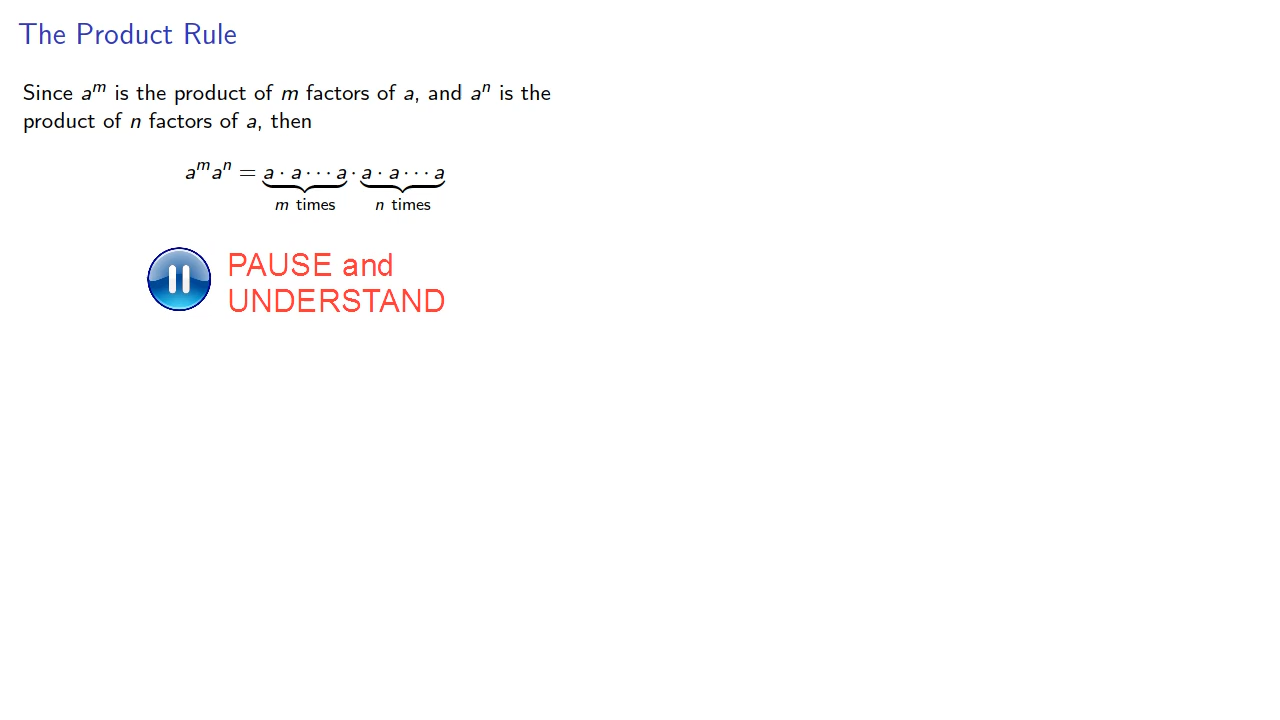 The Product Rule
Since a^m is the product of m factors of a, and a^n is the
product of n factors of a, then
a^m a^n = a · a · · · a · a · a · · · a
m times n times
PAUSE and
UNDERSTAND